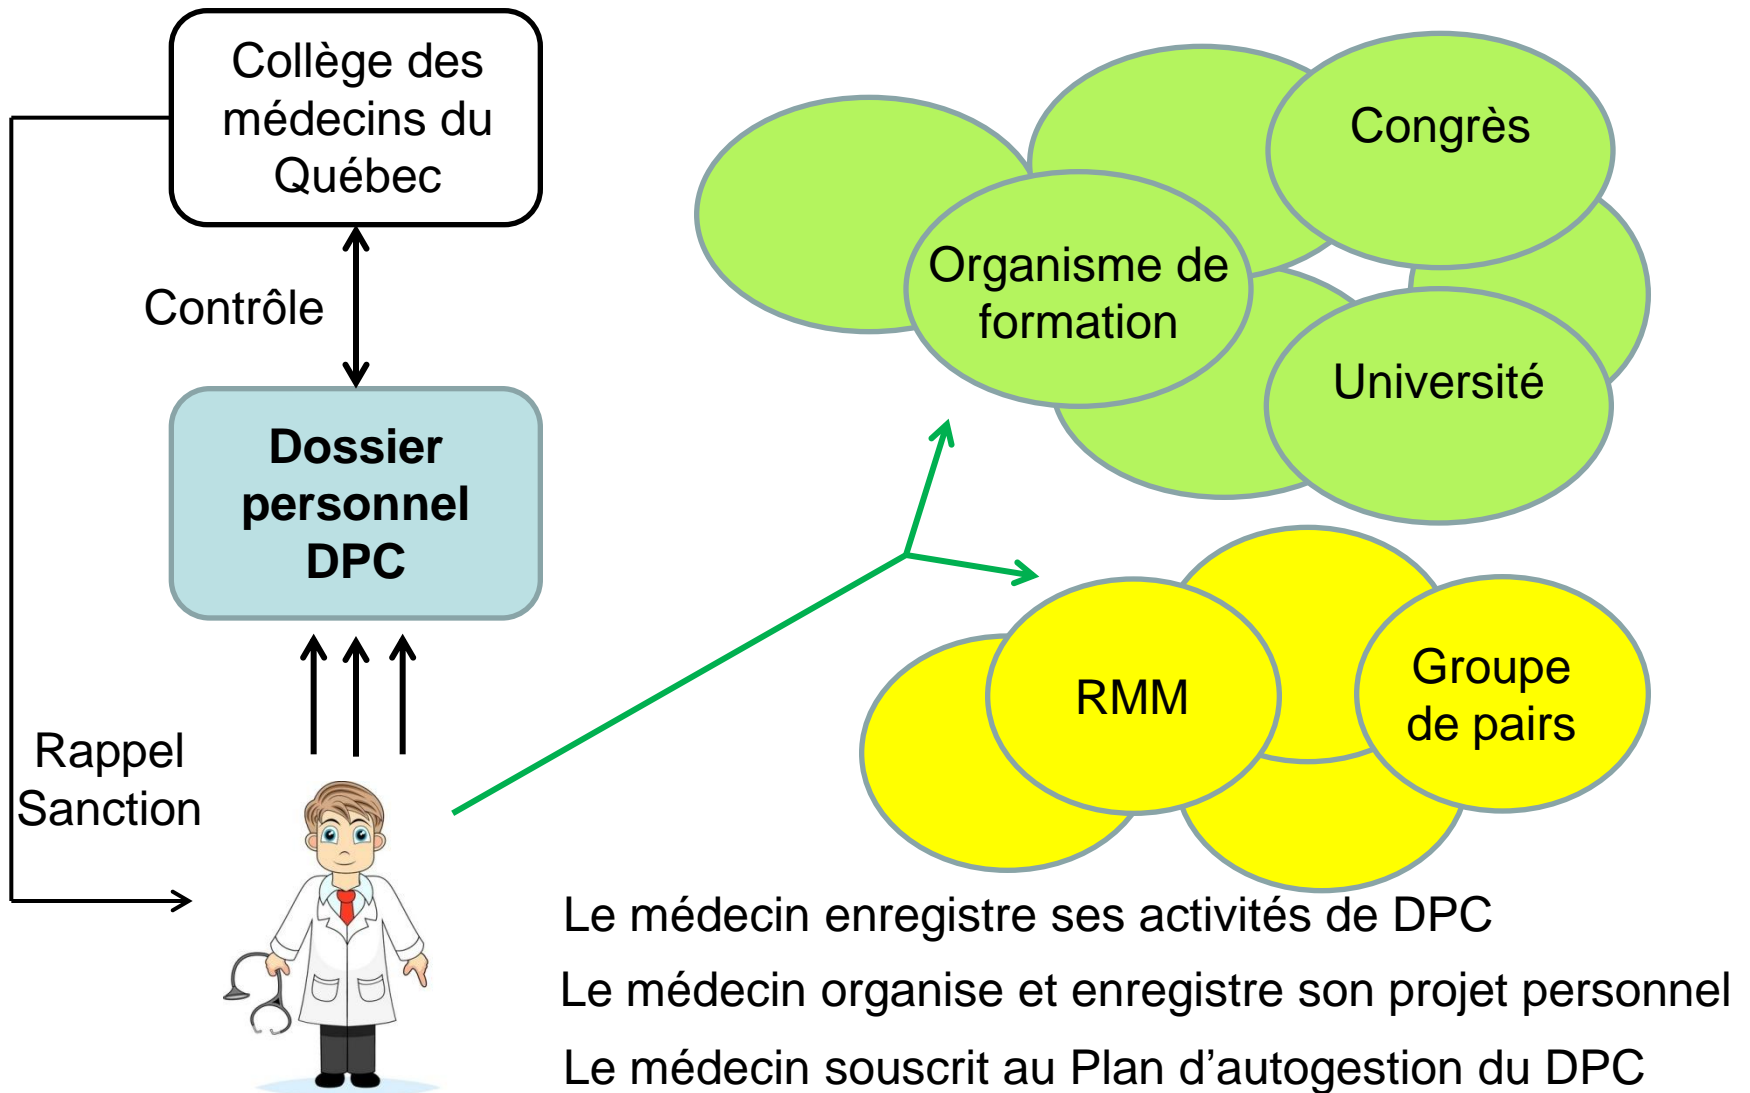 Collège des
médecins du
Québec
Contrôle
Dossier
personnel
DPC
Rappel
Sanction
Congrès
Organisme de
formation
Université
RMM
Groupe
de pairs
Le médecin enregistre ses activités de DPC
Le médecin organise et enregistre son projet personnel
Le médecin souscrit au Plan d’autogestion du DPC